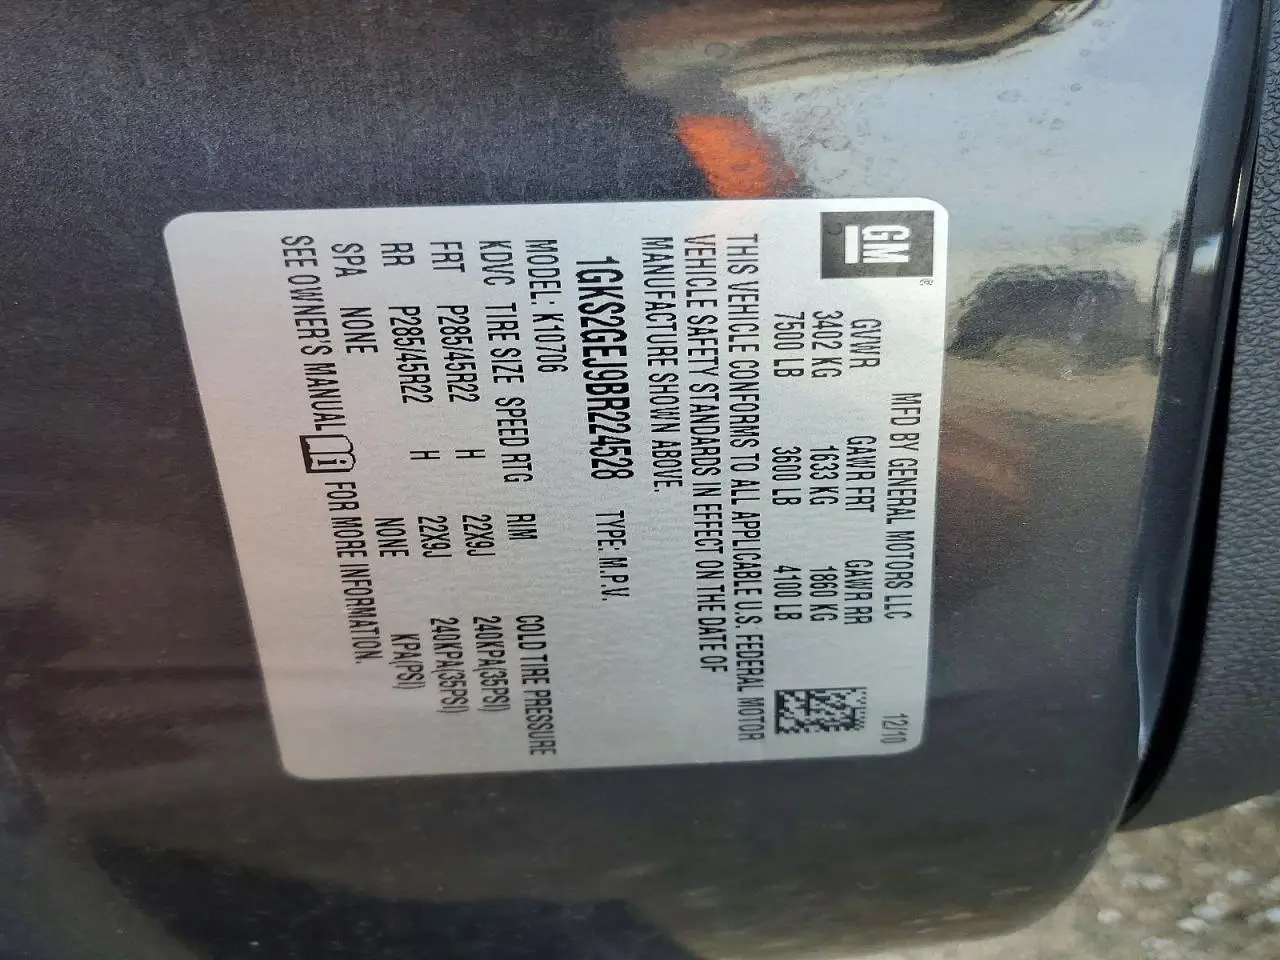 GM
MFD BY GENERAL MOTORS LLC 12/10
GVWR GAWR FRT GAWR RR
3402 KG 1633 KG 1860 KG
7500 LB 3600 LB 4100 LB
THIS VEHICLE CONFORMS TO ALL APPLICABLE U.S. FEDERAL MOTOR
VEHICLE SAFETY STANDARDS IN EFFECT ON THE DATE OF
MANUFACTURE SHOWN ABOVE.
1GKS2GEJ9BR224528 TYPE: M.P.V.
MODEL: K10706
KDVC TIRE SIZE SPEED RTG RIM COLD TIRE PRESSURE
FRT P285/45R22 H 22X9J 240KPA(35PSI)
RR P285/45R22 H 22X9J 240KPA(35PSI)
SPA NONE NONE KPA(PSI)
SEE OWNER'S MANUAL FOR MORE INFORMATION.